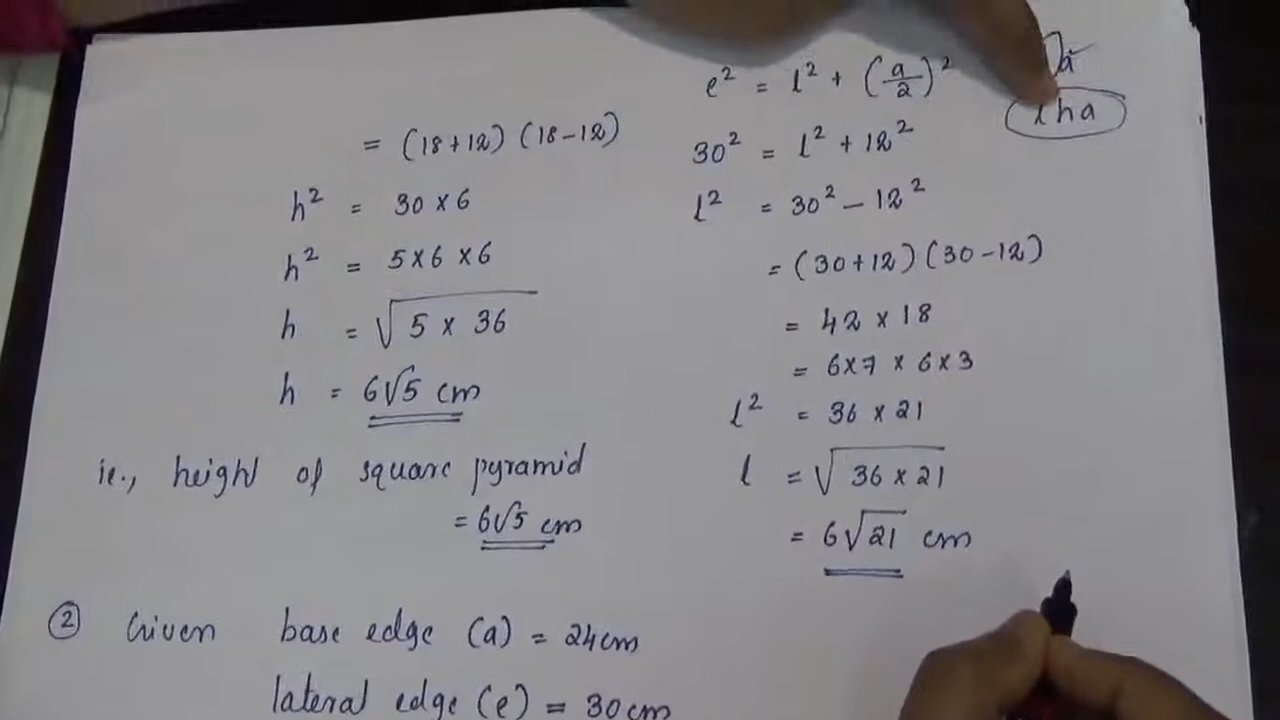 = (18+12) (18-12)
h² = 30 × 6
h² = 5×6 × 6
h = √5 × 36
h = 6√5 cm
ie., height of square pyramid
= 6√5 cm
② Given base edge (a) = 24cm
lateral edge (e) = 30cm
e² = l² + (a/2)²
30² = l² + 12²
l² = 30² - 12²
= (30+12) (30-12)
= 42 × 18
= 6×7 × 6×3
l² = 36 × 21
l = √36 × 21
= 6√21 cm
lha